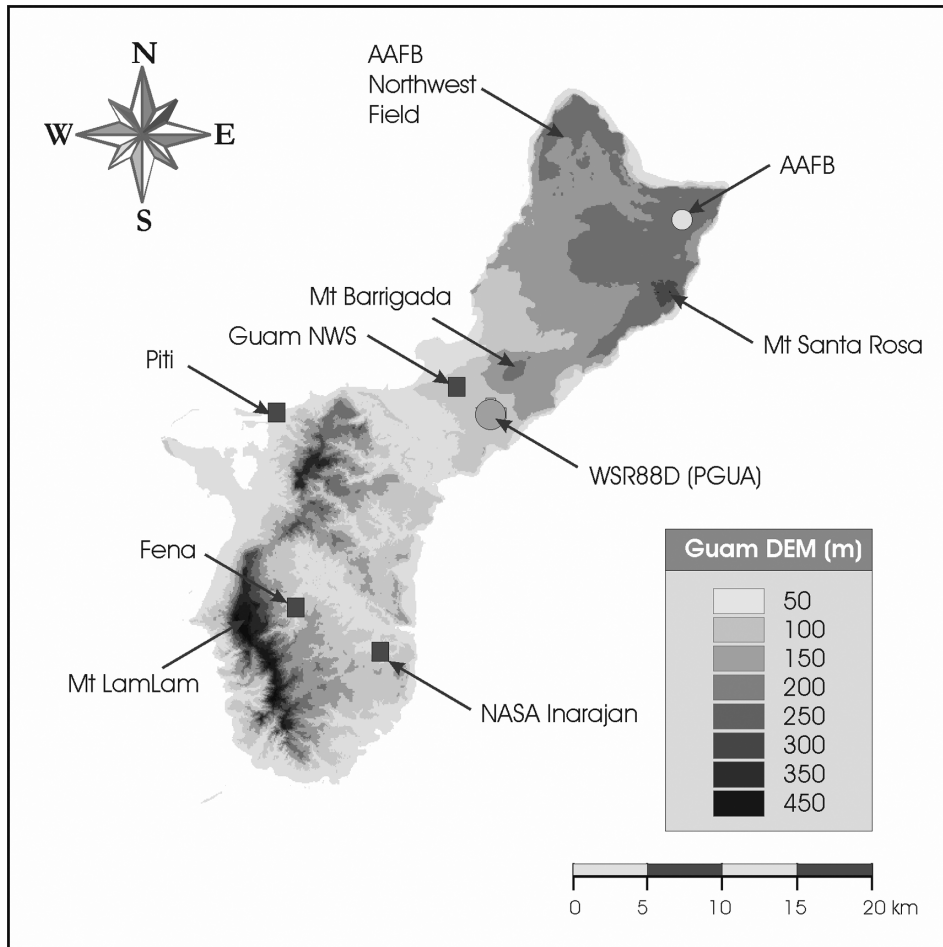 N
W
E
S
AAFB
Northwest
Field
AAFB
Mt Barrigada
Guam NWS
Piti
Mt Santa Rosa
WSR88D (PGUA)
Fena
Mt LamLam
NASA Inarajan
Guam DEM (m)
50
100
150
200
250
300
350
450
0 5 10 15 20 km